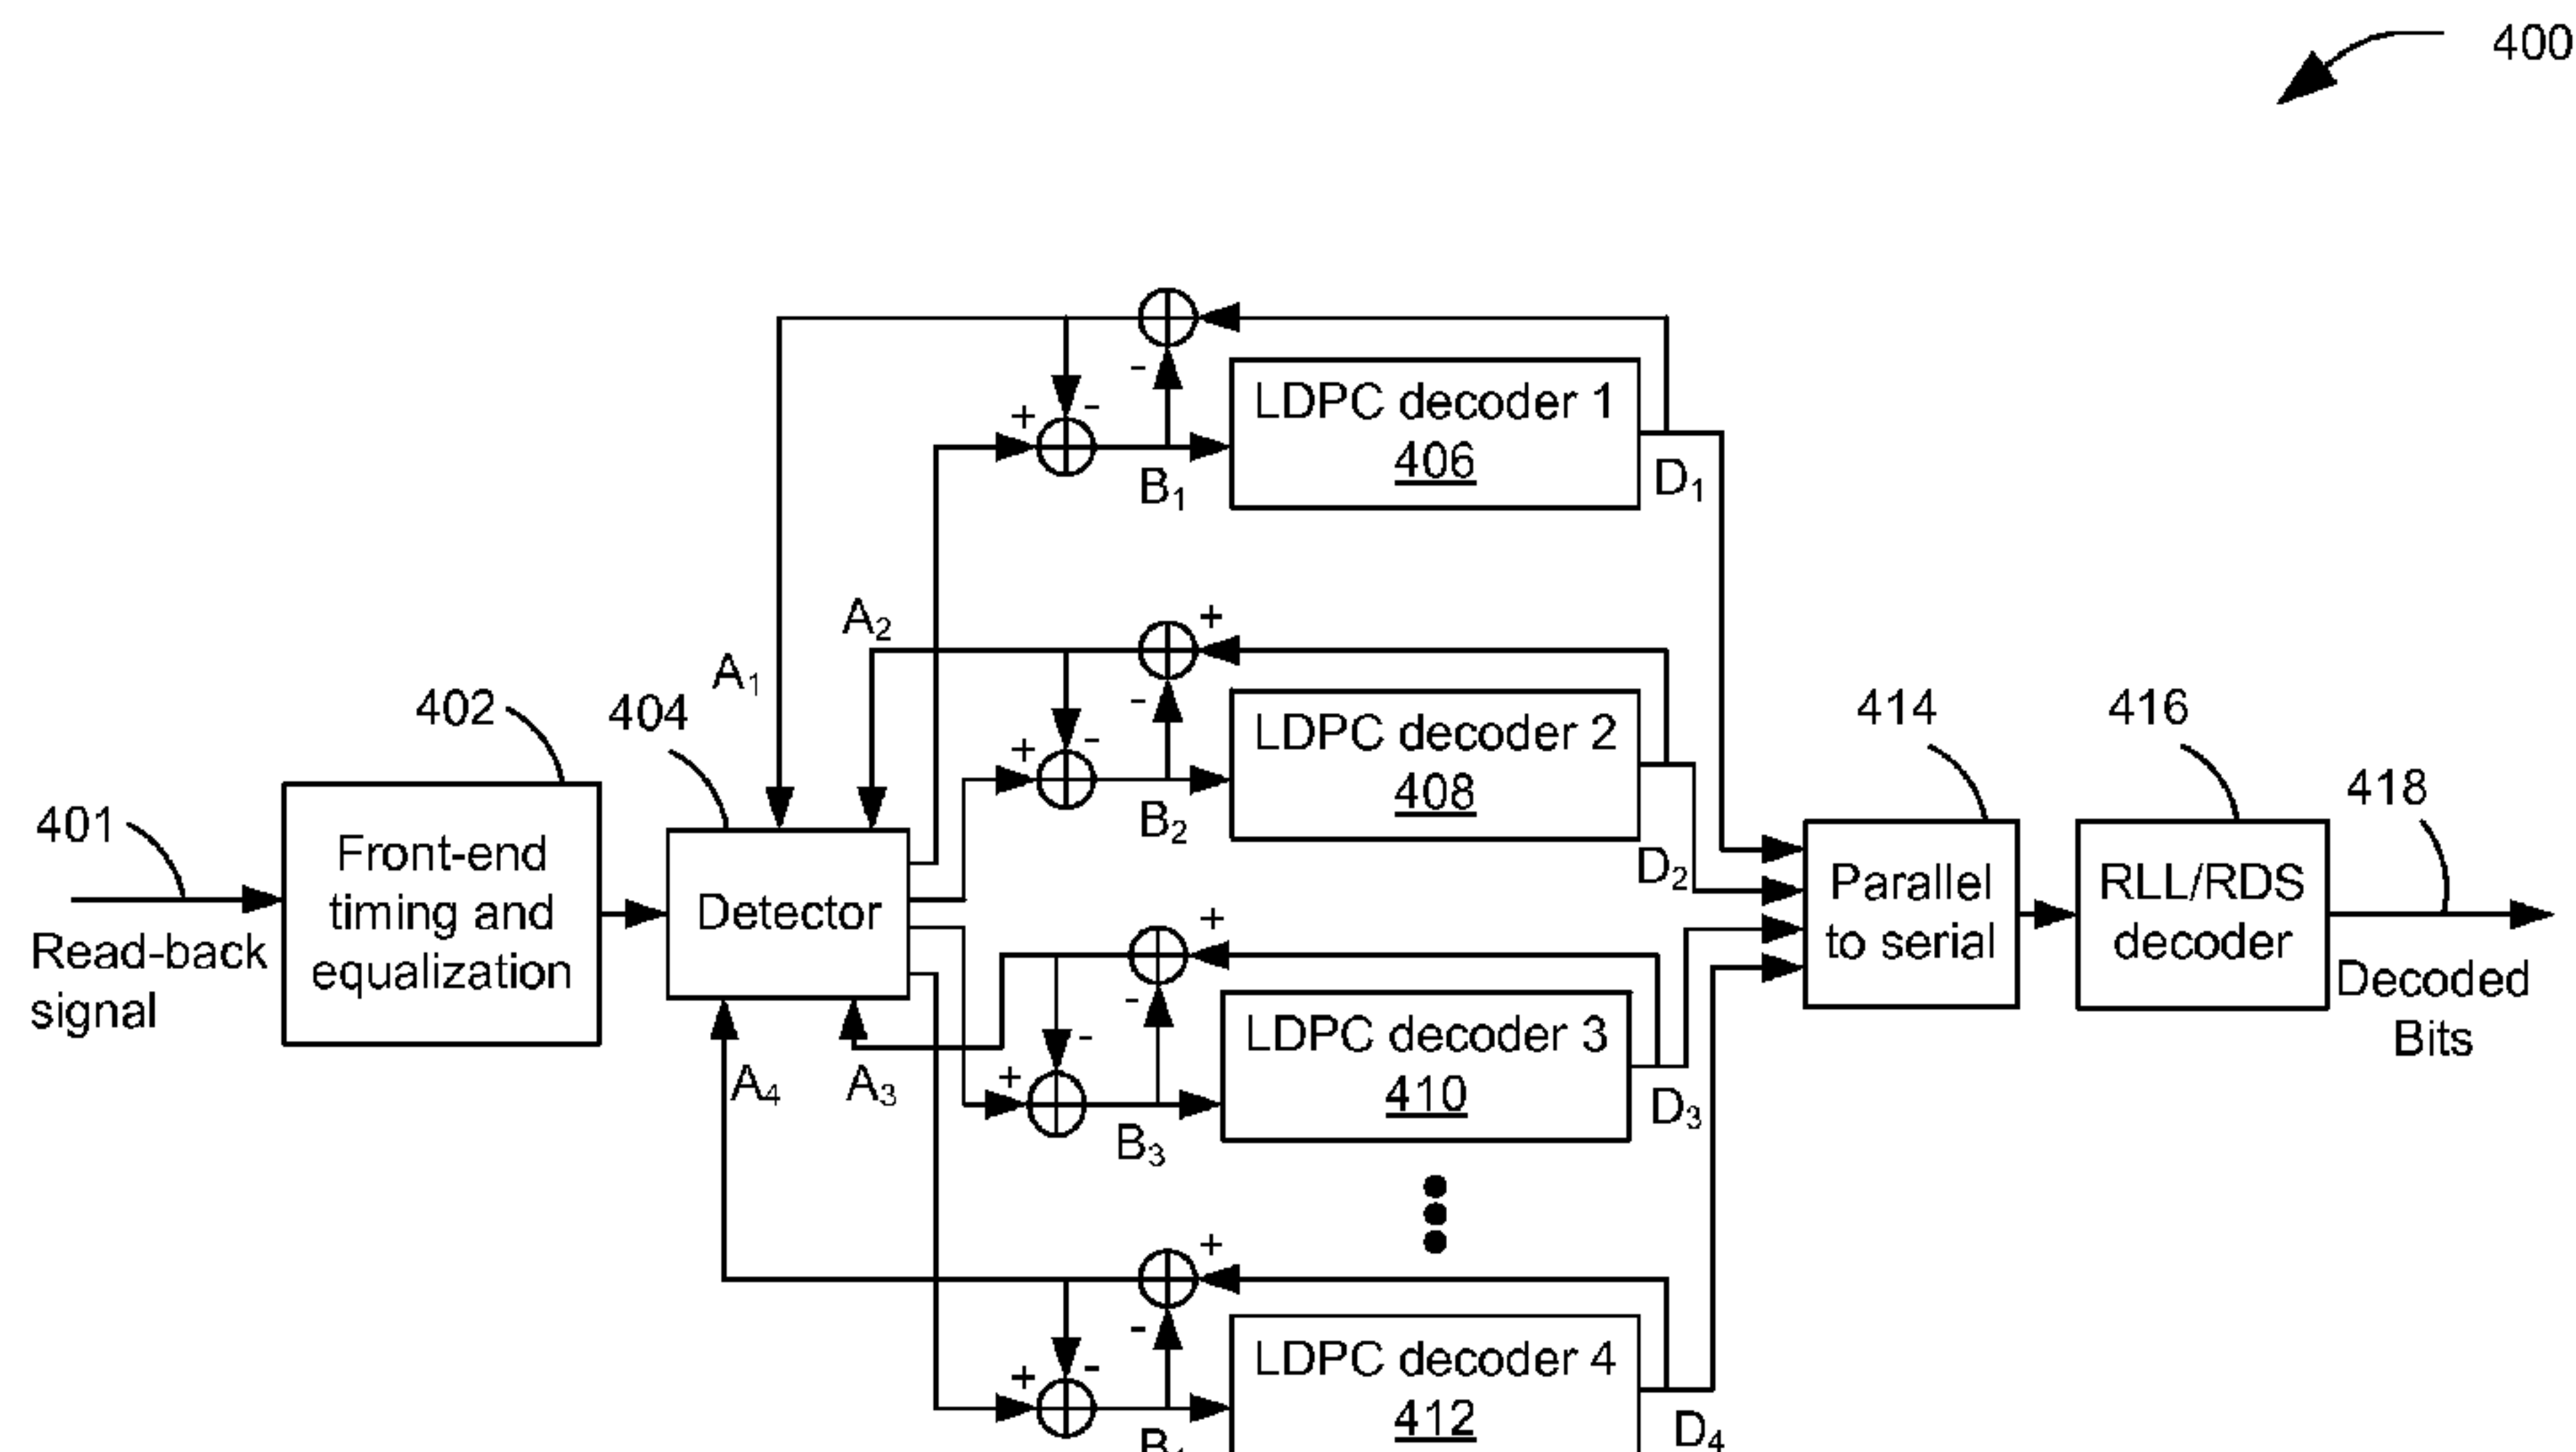 400
+
-
-
LDPC decoder 1
406
B₁
D₁
A₂
A₁
+
-
+
-
LDPC decoder 2
408
B₂
D₂
402
404
414
416
418
401
Read-back
signal
Front-end
timing and
equalization
Detector
Parallel
to serial
RLL/RDS
decoder
Decoded
Bits
+
-
-
+
LDPC decoder 3
410
B₃
D₃
A₄
A₃
+
-
+
-
LDPC decoder 4
412
D₄